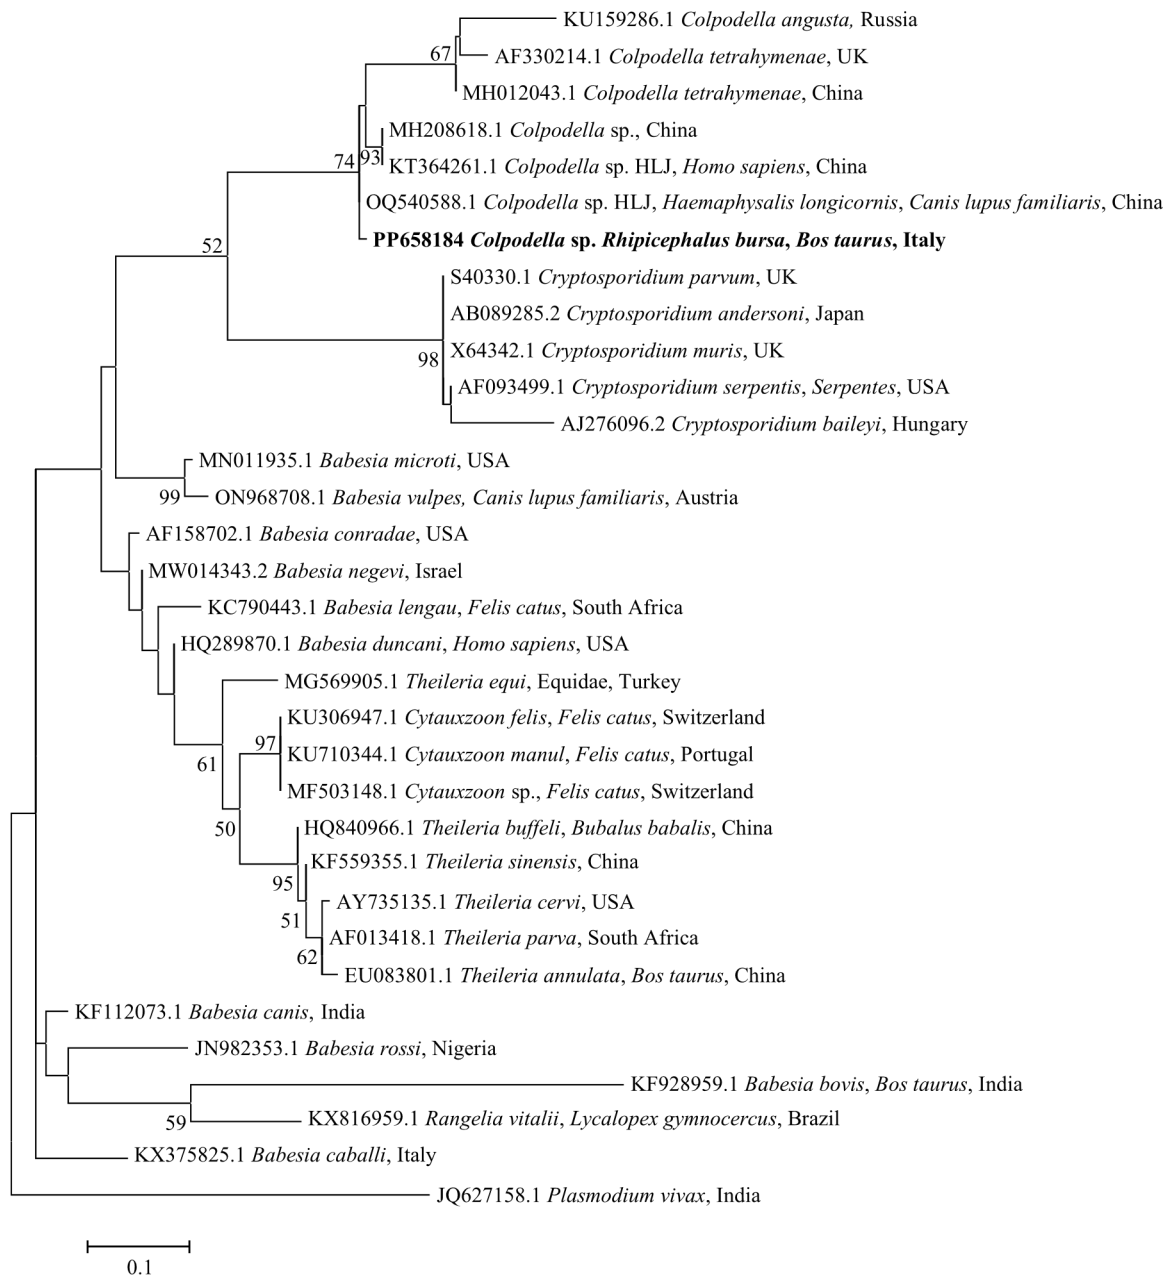 KU159286.1 Colpodella angusta, Russia
67
AF330214.1 Colpodella tetrahymenae, UK
MH012043.1 Colpodella tetrahymenae, China
MH208618.1 Colpodella sp., China
74
93
KT364261.1 Colpodella sp. HLJ, Homo sapiens, China
OQ540588.1 Colpodella sp. HLJ, Haemaphysalis longicornis, Canis lupus familiaris, China
52
PP658184 Colpodella sp. Rhipicephalus bursa, Bos taurus, Italy
S40330.1 Cryptosporidium parvum, UK
AB089285.2 Cryptosporidium andersoni, Japan
98
X64342.1 Cryptosporidium muris, UK
AF093499.1 Cryptosporidium serpentis, Serpentes, USA
AJ276096.2 Cryptosporidium baileyi, Hungary
MN011935.1 Babesia microti, USA
99
ON968708.1 Babesia vulpes, Canis lupus familiaris, Austria
AF158702.1 Babesia conradae, USA
MW014343.2 Babesia negevi, Israel
KC790443.1 Babesia lengau, Felis catus, South Africa
HQ289870.1 Babesia duncani, Homo sapiens, USA
MG569905.1 Theileria equi, Equidae, Turkey
KU306947.1 Cytauxzoon felis, Felis catus, Switzerland
97
61
KU710344.1 Cytauxzoon manul, Felis catus, Portugal
MF503148.1 Cytauxzoon sp., Felis catus, Switzerland
50
HQ840966.1 Theileria buffeli, Bubalus babalis, China
KF559355.1 Theileria sinensis, China
95
AY735135.1 Theileria cervi, USA
51
AF013418.1 Theileria parva, South Africa
62
EU083801.1 Theileria annulata, Bos taurus, China
KF112073.1 Babesia canis, India
JN982353.1 Babesia rossi, Nigeria
KF928959.1 Babesia bovis, Bos taurus, India
59
KX816959.1 Rangelia vitalii, Lycalopex gymnocercus, Brazil
KX375825.1 Babesia caballi, Italy
JQ627158.1 Plasmodium vivax, India
0.1